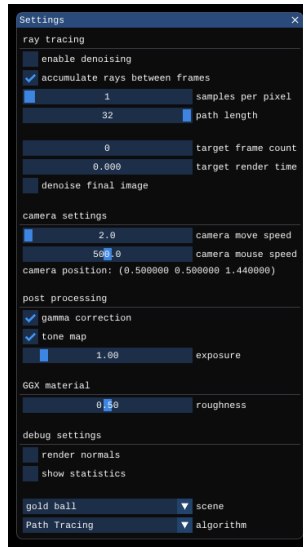 Settings
ray tracing
enable denoising
accumulate rays between frames
1 samples per pixel
32 path length
0 target frame count
0.000 target render time
denoise final image
camera settings
2.0 camera move speed
500.0 camera mouse speed
camera position: (0.500000 0.500000 1.440000)
post processing
gamma correction
tone map
1.00 exposure
GGX material
0.50 roughness
debug settings
render normals
show statistics
gold ball scene
Path Tracing algorithm